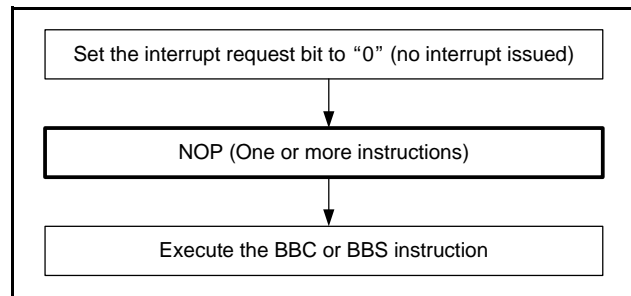 Set the interrupt request bit to “0” (no interrupt issued)
NOP (One or more instructions)
Execute the BBC or BBS instruction